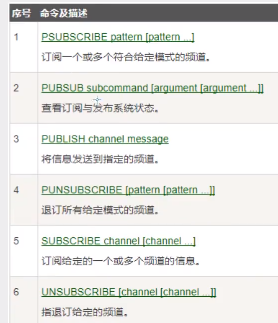 序号 命令及描述
1 PSUBSCRIBE pattern [pattern ...]
订阅一个或多个符合给定模式的频道。
2 PUBSUB subcommand [argument [argument ...]]
查看订阅与发布系统状态。
3 PUBLISH channel message
将信息发送到指定的频道。
4 PUNSUBSCRIBE [pattern [pattern ...]]
退订所有给定模式的频道。
5 SUBSCRIBE channel [channel ...]
订阅给定的一个或多个频道的信息。
6 UNSUBSCRIBE [channel [channel ...]]
指退订给定的频道。